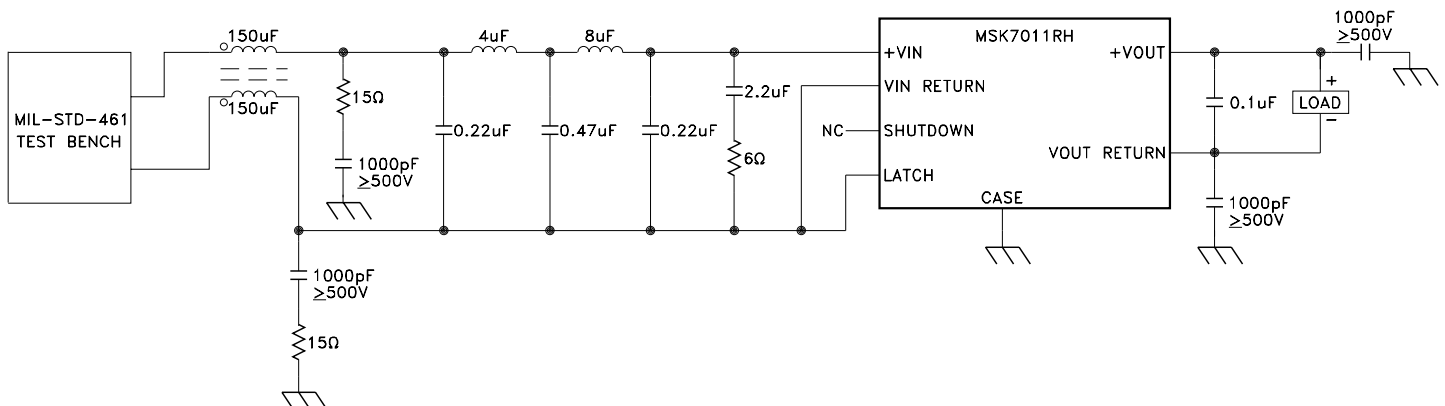 150uF
150uF
MIL-STD-461
TEST BENCH
15Ω
1000pF
≥500V
1000pF
≥500V
15Ω
4uF
8uF
0.22uF
0.47uF
0.22uF
2.2uF
6Ω
MSK7011RH
+VIN
VIN RETURN
NC
SHUTDOWN
LATCH
CASE
+VOUT
VOUT RETURN
0.1uF
+
LOAD
-
1000pF
≥500V
1000pF
≥500V